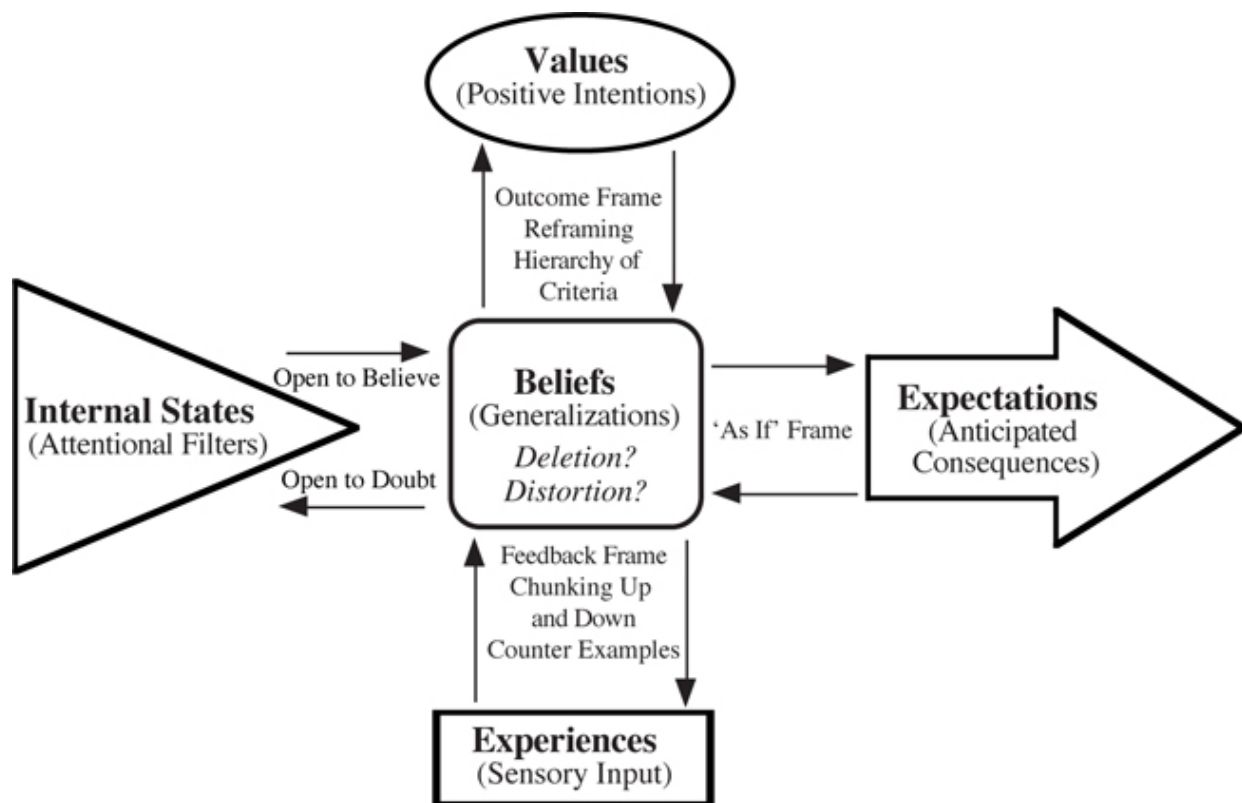 Values
(Positive Intentions)
Outcome Frame
Reframing
Hierarchy of
Criteria
Open to Believe
Internal States
(Attentional Filters)
Open to Doubt
Beliefs
(Generalizations)
Deletion?
Distortion?
‘As If’ Frame
Expectations
(Anticipated
Consequences)
Feedback Frame
Chunking Up
and Down
Counter Examples
Experiences
(Sensory Input)